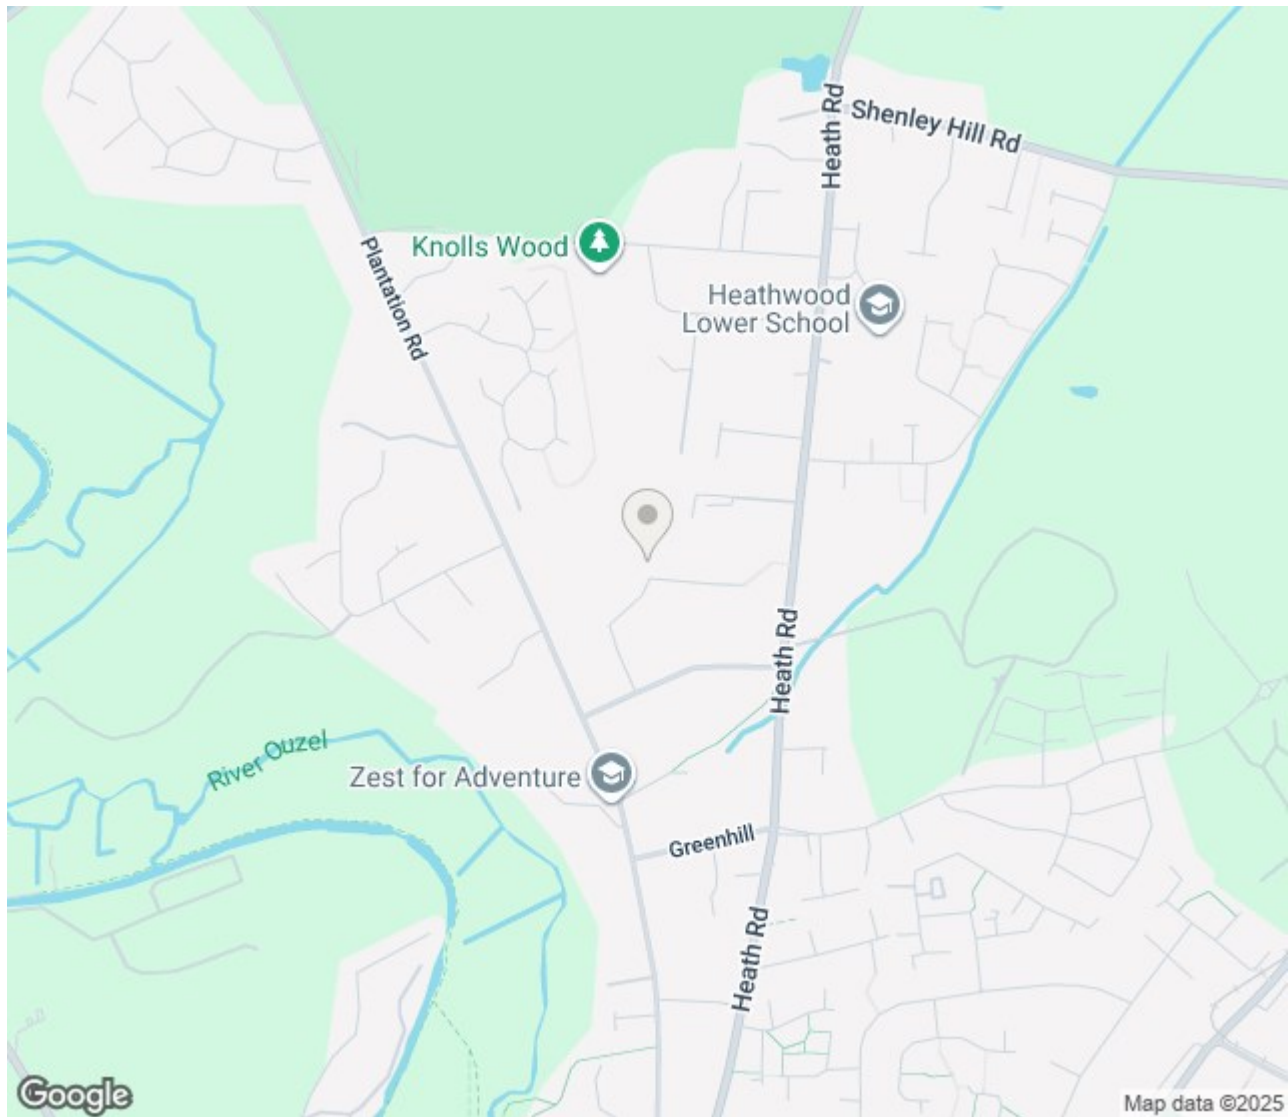 Heath Rd
Shenley Hill Rd
Plantation Rd
Knolls Wood
Heathwood
Lower School
Heath Rd
River Ouzel
Zest for Adventure
Greenhill
Heath Rd
Google
Map data ©2025